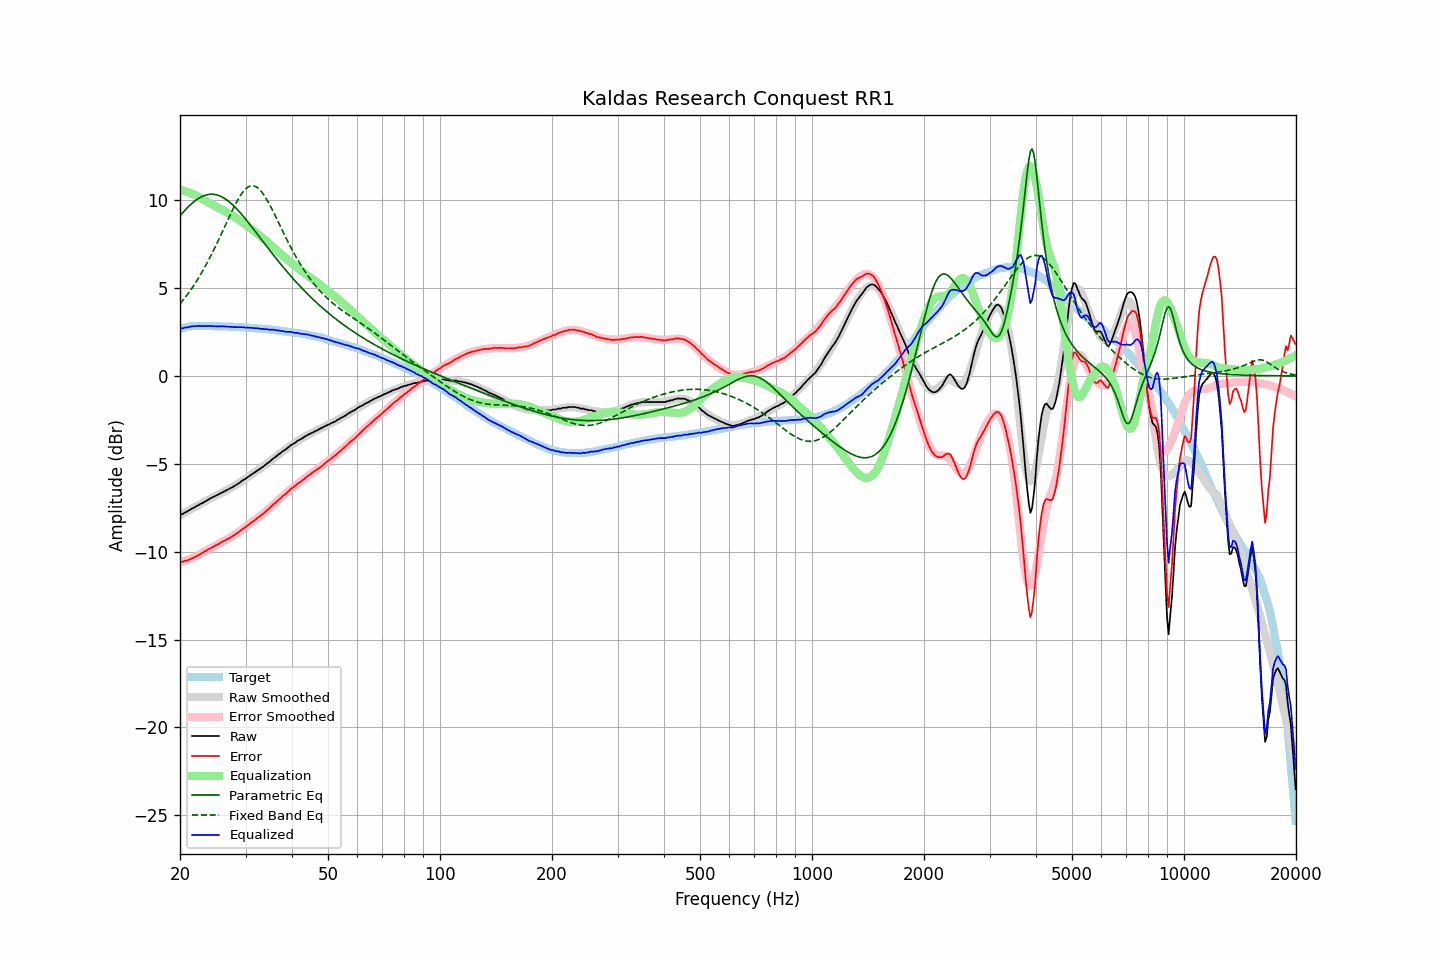 Kaldas Research Conquest RR1
Amplitude (dBr)
10
5
0
−5
−10
−15
−20
−25
Target
Raw Smoothed
Error Smoothed
Raw
Error
Equalization
Parametric Eq
Fixed Band Eq
Equalized
20 50 100 200 500 1000 2000 5000 10000 20000
Frequency (Hz)